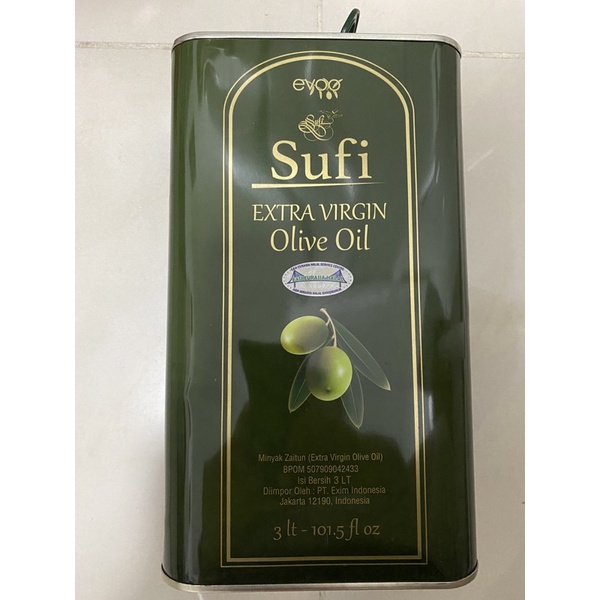 evoo
Sufi
Sufi
EXTRA VIRGIN
Olive Oil
Minyak Zaitun (Extra Virgin Olive Oil)
BPOM 507909042433
Isi Bersih 3 LT
Diimpor Oleh : PT. Exim Indonesia
Jakarta 12190, Indonesia
3 lt - 101.5 fl oz